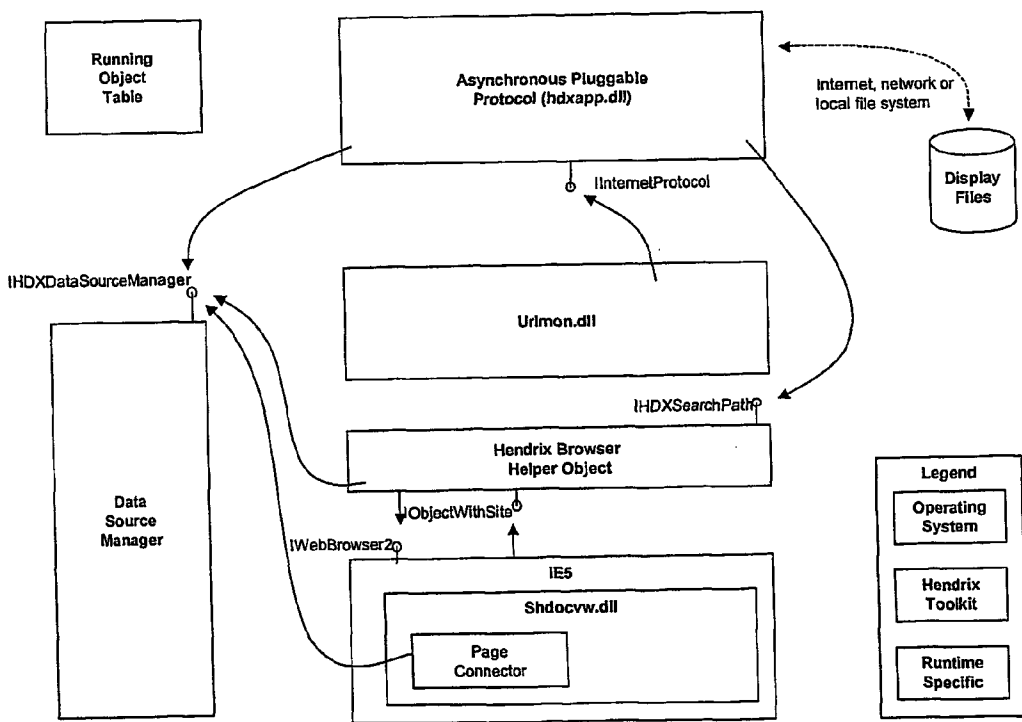 Running
Object
Table
Asynchronous Pluggable
Protocol (hdxapp.dll)
Internet, network or
local file system
Display
Files
IInternetProtocol
IHDXDataSourceManager
Urlmon.dll
IHDXSearchPath
Hendrix Browser
Helper Object
Data
Source
Manager
IObjectWithSite
IWebBrowser2
IE5
Shdocvw.dll
Page
Connector
Legend
Operating
System
Hendrix
Toolkit
Runtime
Specific